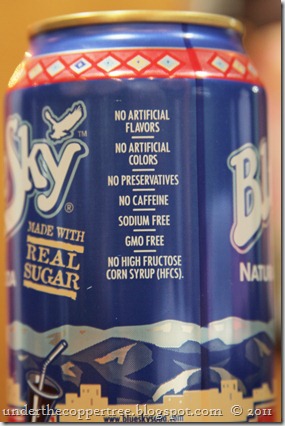 Sky
™
®
MADE WITH
REAL
SUGAR
NO ARTIFICIAL
FLAVORS
NO ARTIFICIAL
COLORS
NO PRESERVATIVES
NO CAFFEINE
SODIUM FREE
GMO FREE
NO HIGH FRUCTOSE
CORN SYRUP (HFCS).
underthecoppertree.blogspot.com © 2011